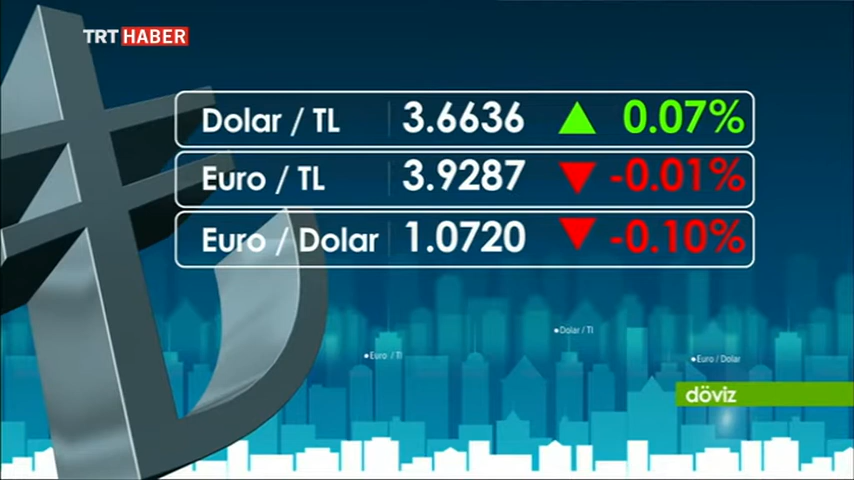 TRT HABER
Dolar / TL 3.6636 ▲ 0.07%
Euro / TL 3.9287 ▼ -0.01%
Euro / Dolar 1.0720 ▼ -0.10%
Dolar / Tl
Euro / Tl
Euro / Dolar
döviz